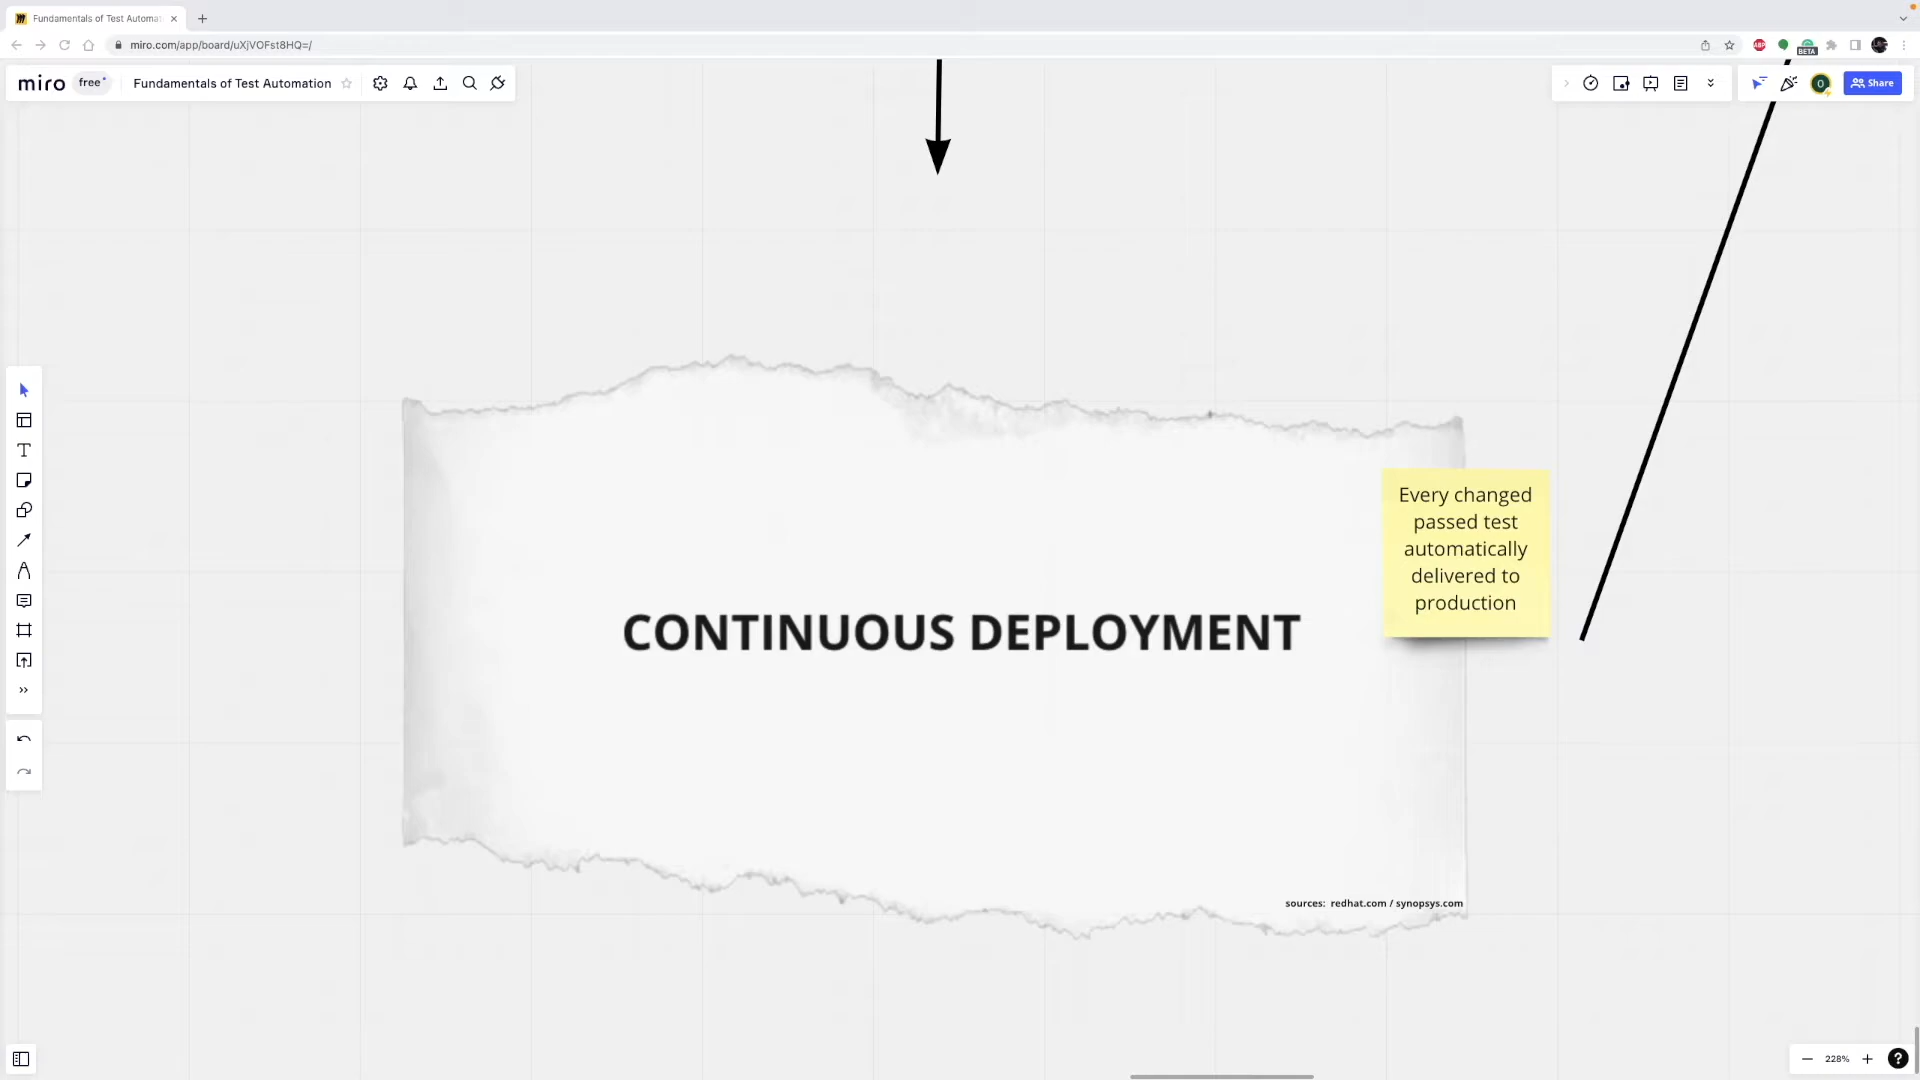 Fundamentals of Test Automat
miro.com/app/board/uXjVOFst8HQ=/
BETA
miro
free
Fundamentals of Test Automation
Share
Every changed
passed test
automatically
delivered to
production
CONTINUOUS DEPLOYMENT
sources: redhat.com / synopsys.com
228%